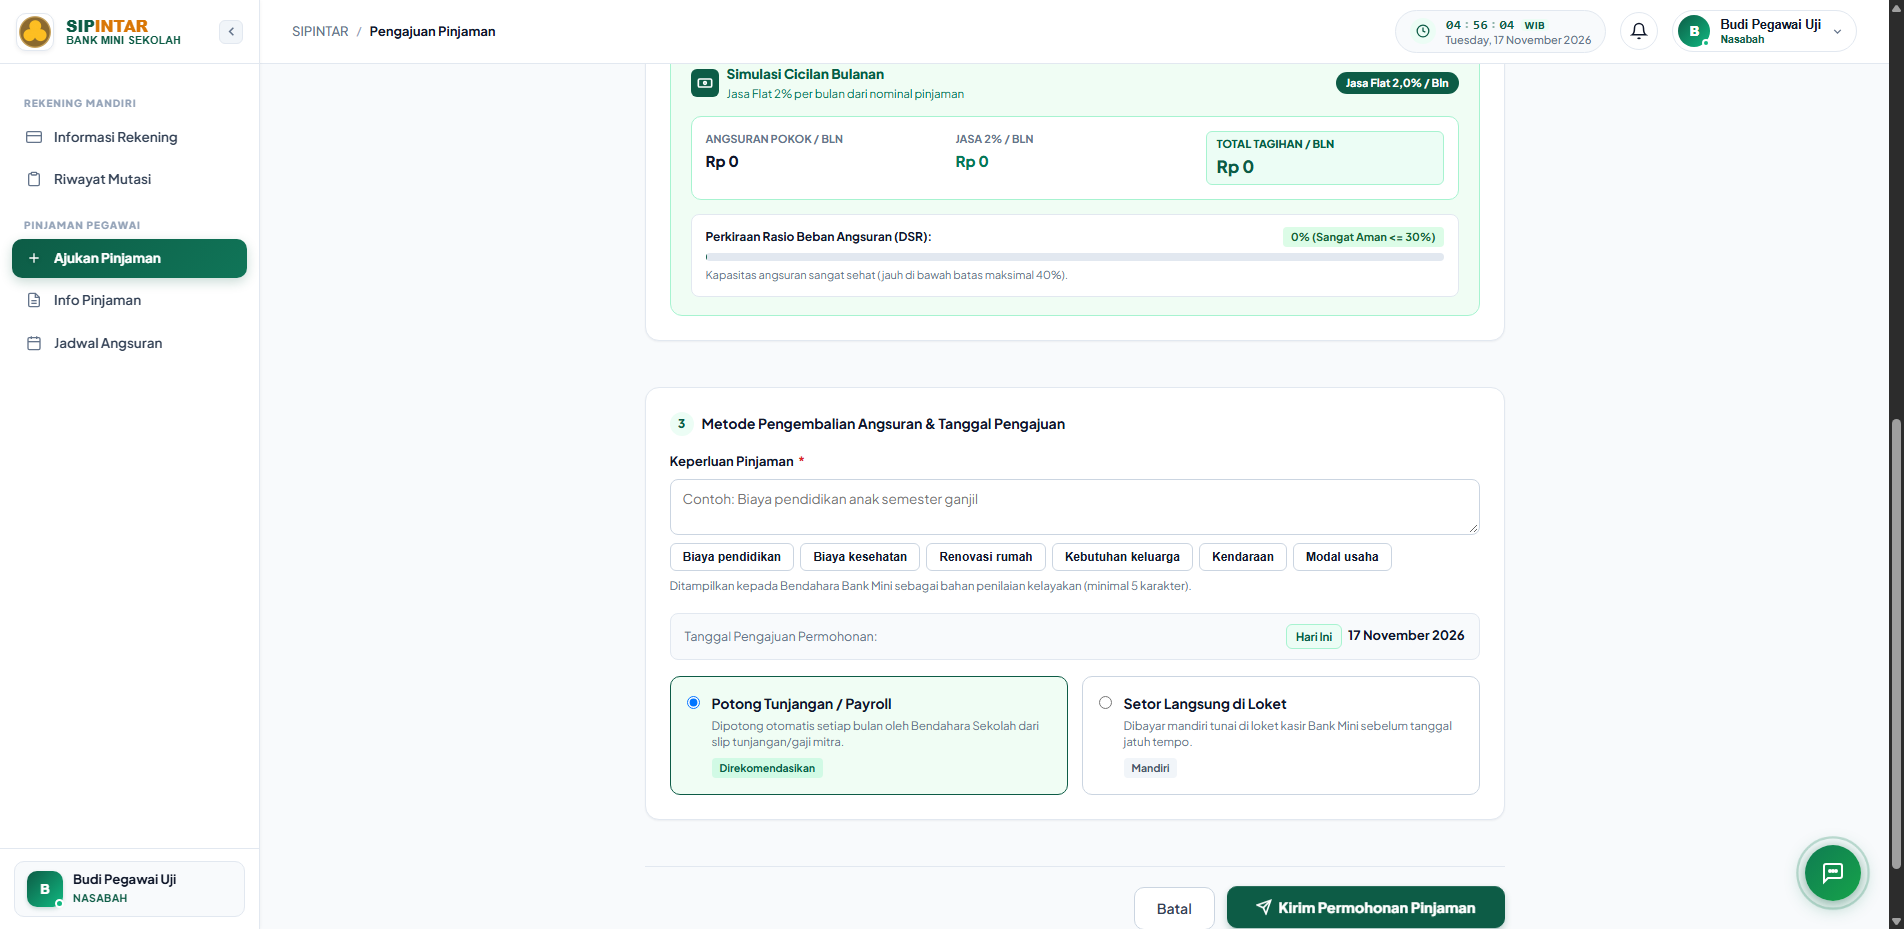 SIPINTAR
BANK MINI SEKOLAH
SIPINTAR / Pengajuan Pinjaman
04 : 56 : 04 WIB
Tuesday, 17 November 2026
B
Budi Pegawai Uji
Nasabah
REKENING MANDIRI
Informasi Rekening
Riwayat Mutasi
PINJAMAN PEGAWAI
Ajukan Pinjaman
Info Pinjaman
Jadwal Angsuran
B
Budi Pegawai Uji
NASABAH
Simulasi Cicilan Bulanan
Jasa Flat 2% per bulan dari nominal pinjaman
Jasa Flat 2,0% / Bln
ANGSURAN POKOK / BLN
Rp 0
JASA 2% / BLN
Rp 0
TOTAL TAGIHAN / BLN
Rp 0
Perkiraan Rasio Beban Angsuran (DSR):
0% (Sangat Aman <= 30%)
Kapasitas angsuran sangat sehat (jauh di bawah batas maksimal 40%).
3 Metode Pengembalian Angsuran & Tanggal Pengajuan
Keperluan Pinjaman *
Contoh: Biaya pendidikan anak semester ganjil
Biaya pendidikan
Biaya kesehatan
Renovasi rumah
Kebutuhan keluarga
Kendaraan
Modal usaha
Ditampilkan kepada Bendahara Bank Mini sebagai bahan penilaian kelayakan (minimal 5 karakter).
Tanggal Pengajuan Permohonan:
Hari Ini 17 November 2026
Potong Tunjangan / Payroll
Dipotong otomatis setiap bulan oleh Bendahara Sekolah dari
slip tunjangan/gaji mitra.
Direkomendasikan
Setor Langsung di Loket
Dibayar mandiri tunai di loket kasir Bank Mini sebelum tanggal
jatuh tempo.
Mandiri
Batal
Kirim Permohonan Pinjaman